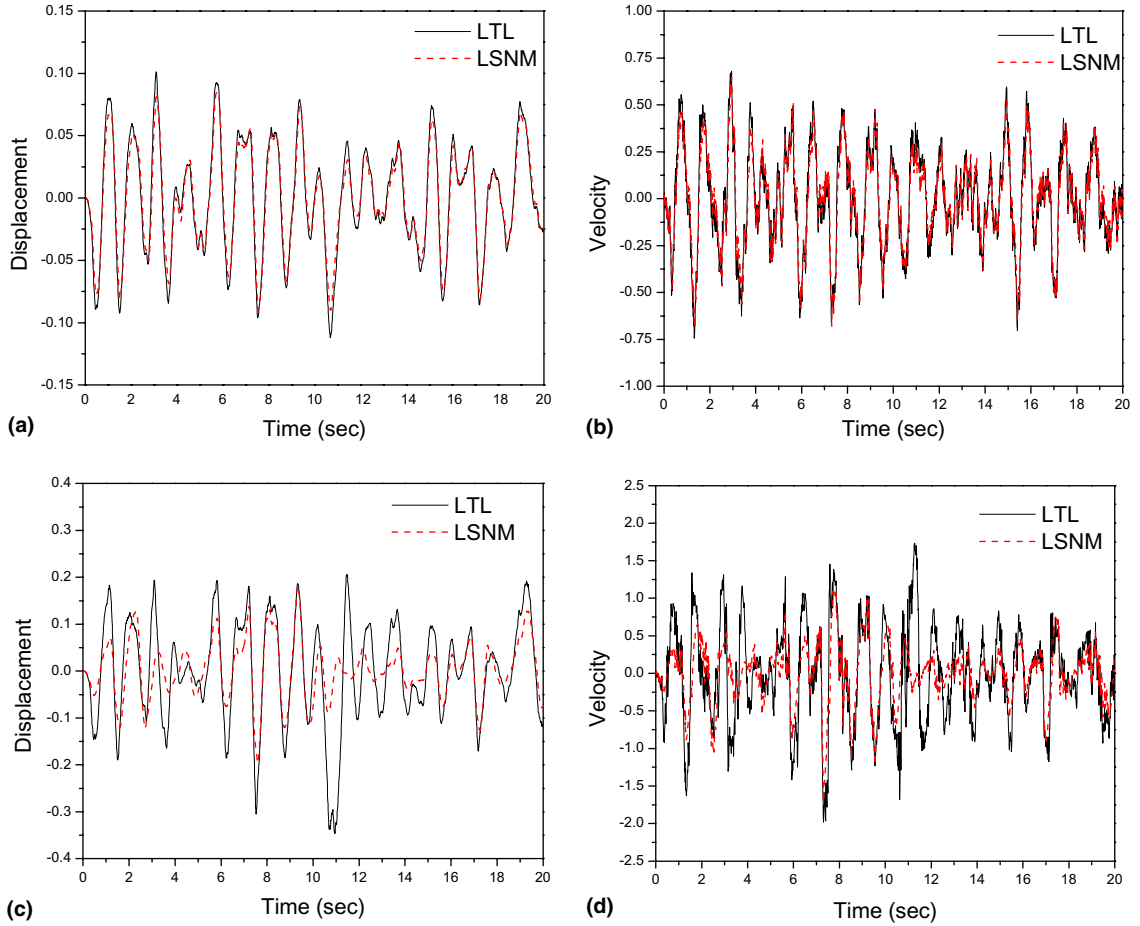 0.15
0.10
0.05
0.00
-0.05
-0.10
-0.15
Displacement
LTL
LSNM
0 2 4 6 8 10 12 14 16 18 20
Time (sec)
(a)
1.00
0.75
0.50
0.25
0.00
-0.25
-0.50
-0.75
-1.00
Velocity
LTL
LSNM
0 2 4 6 8 10 12 14 16 18 20
Time (sec)
(b)
0.4
0.3
0.2
0.1
0.0
-0.1
-0.2
-0.3
-0.4
Displacement
LTL
LSNM
0 2 4 6 8 10 12 14 16 18 20
Time (sec)
(c)
2.5
2.0
1.5
1.0
0.5
0.0
-0.5
-1.0
-1.5
-2.0
-2.5
Velocity
LTL
LSNM
0 2 4 6 8 10 12 14 16 18 20
Time (sec)
(d)